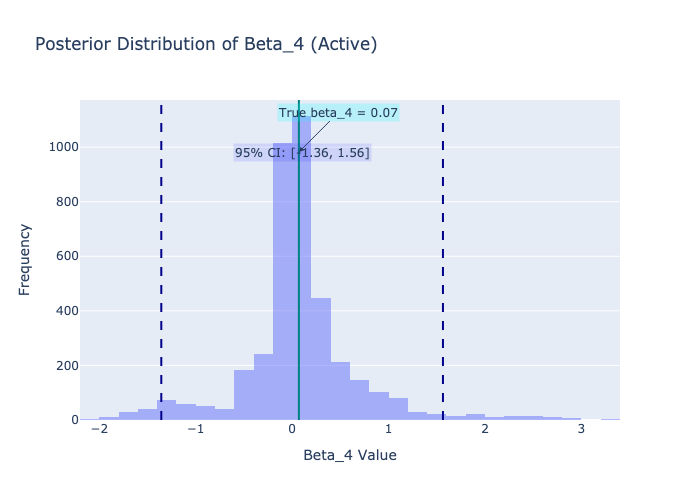 Posterior Distribution of Beta_4 (Active)
True beta_4 = 0.07
95% CI: [-1.36, 1.56]
1000
800
600
400
200
0
Frequency
−2
−1
0
1
2
3
Beta_4 Value